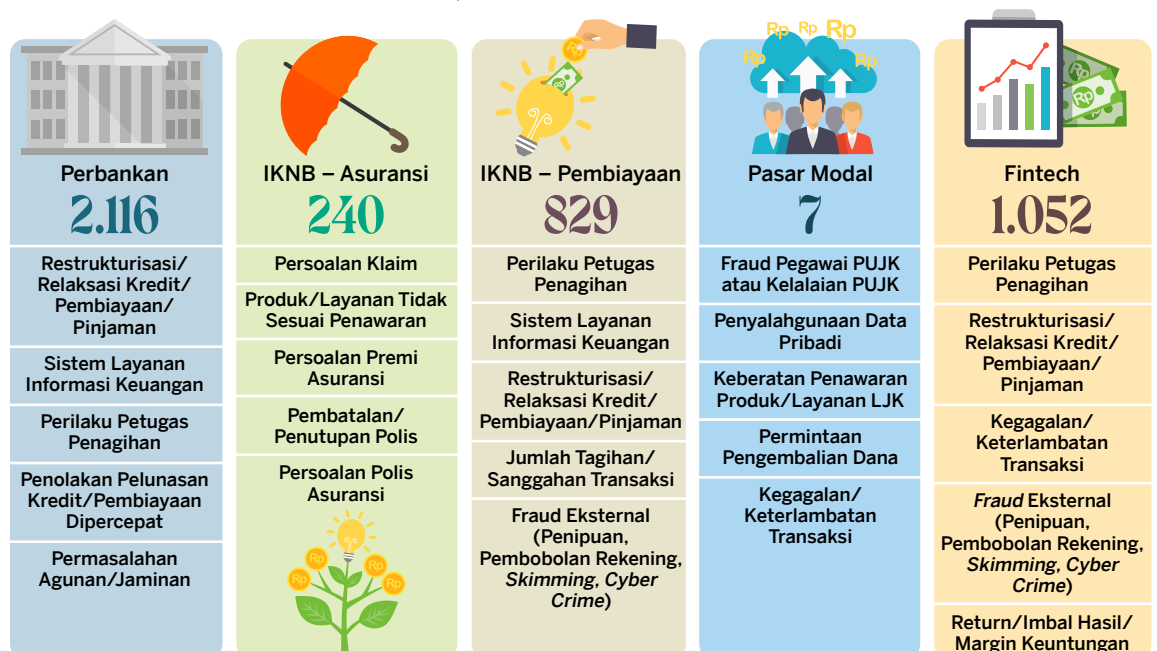 Rp Rp Rp
Rp Rp
Rp
Rp
Perbankan
2.116
Restrukturisasi/
Relaksasi Kredit/
Pembiayaan/
Pinjaman
Sistem Layanan
Informasi Keuangan
Perilaku Petugas
Penagihan
Penolakan Pelunasan
Kredit/Pembiayaan
Dipercepat
Permasalahan
Agunan/Jaminan
IKNB – Asuransi
240
Persoalan Klaim
Produk/Layanan Tidak
Sesuai Penawaran
Persoalan Premi
Asuransi
Pembatalan/
Penutupan Polis
Persoalan Polis
Asuransi
Rp Rp
Rp Rp
IKNB – Pembiayaan
829
Perilaku Petugas
Penagihan
Sistem Layanan
Informasi Keuangan
Restrukturisasi/
Relaksasi Kredit/
Pembiayaan/Pinjaman
Jumlah Tagihan/
Sanggahan Transaksi
Fraud Eksternal
(Penipuan,
Pembobolan Rekening,
Skimming, Cyber
Crime)
Pasar Modal
7
Fraud Pegawai PUJK
atau Kelalaian PUJK
Penyalahgunaan Data
Pribadi
Keberatan Penawaran
Produk/Layanan LJK
Permintaan
Pengembalian Dana
Kegagalan/
Keterlambatan
Transaksi
Fintech
1.052
Perilaku Petugas
Penagihan
Restrukturisasi/
Relaksasi Kredit/
Pembiayaan/
Pinjaman
Kegagalan/
Keterlambatan
Transaksi
Fraud Eksternal
(Penipuan,
Pembobolan Rekening,
Skimming, Cyber
Crime)
Return/Imbal Hasil/
Margin Keuntungan